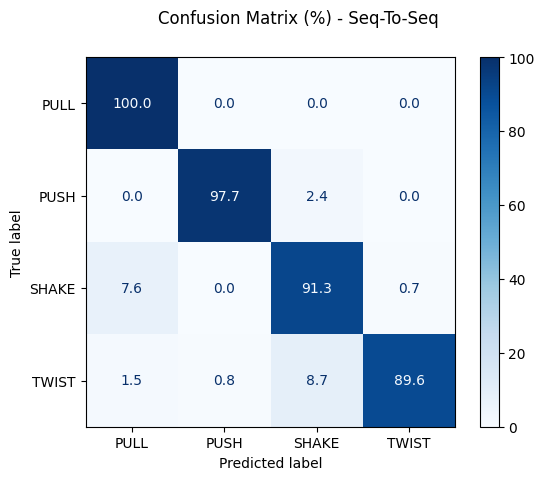 Confusion Matrix (%) - Seq-To-Seq
True label
PULL 100.0 0.0 0.0 0.0
PUSH 0.0 97.7 2.4 0.0
SHAKE 7.6 0.0 91.3 0.7
TWIST 1.5 0.8 8.7 89.6
PULL PUSH SHAKE TWIST
Predicted label
100
80
60
40
20
0